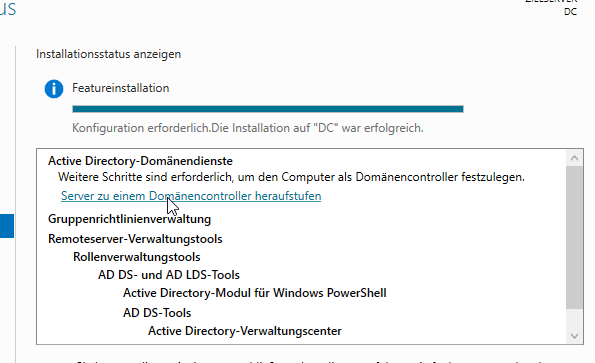 us
DC
Installationsstatus anzeigen
Featureinstallation
Konfiguration erforderlich.Die Installation auf "DC" war erfolgreich.
Active Directory-Domänendienste
Weitere Schritte sind erforderlich, um den Computer als Domänencontroller festzulegen.
Server zu einem Domänencontroller heraufstufen
Gruppenrichtlinienverwaltung
Remoteserver-Verwaltungstools
Rollenverwaltungstools
AD DS- und AD LDS-Tools
Active Directory-Modul für Windows PowerShell
AD DS-Tools
Active Directory-Verwaltungscenter